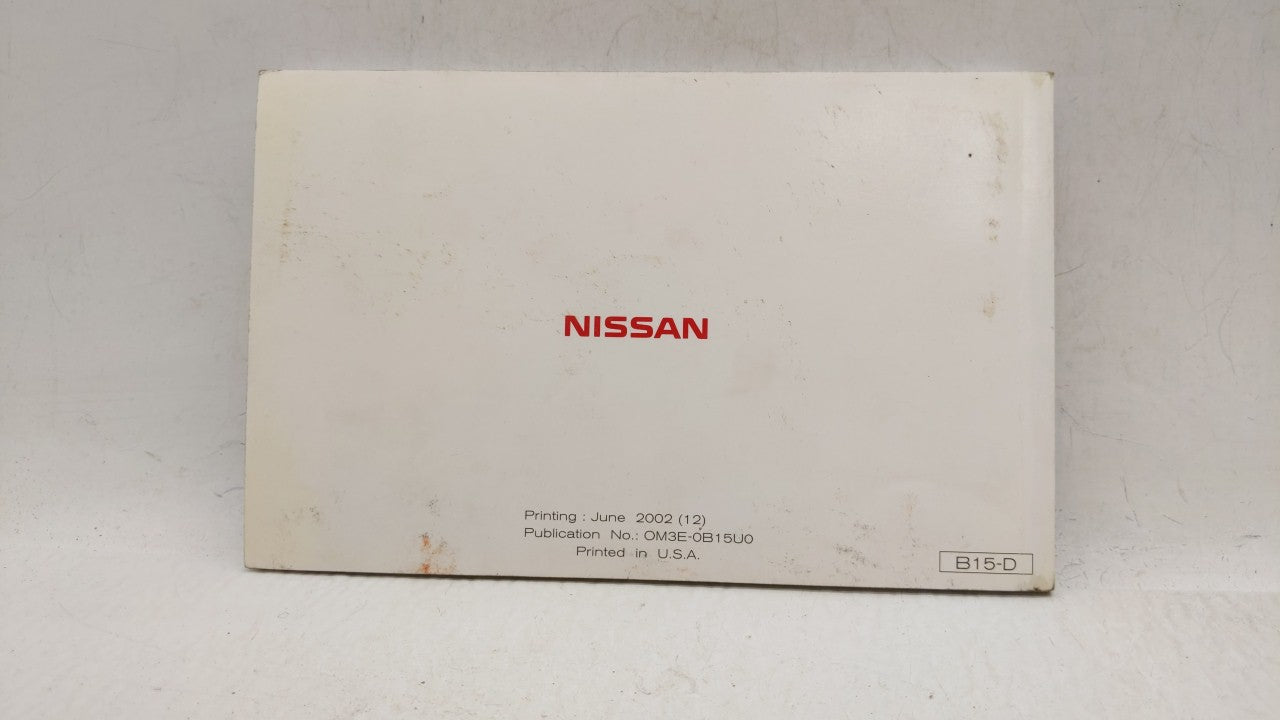 NISSAN
Printing : June 2002 (12)
Publication No.: OM3E-0B15U0
Printed in U.S.A.
B15-D